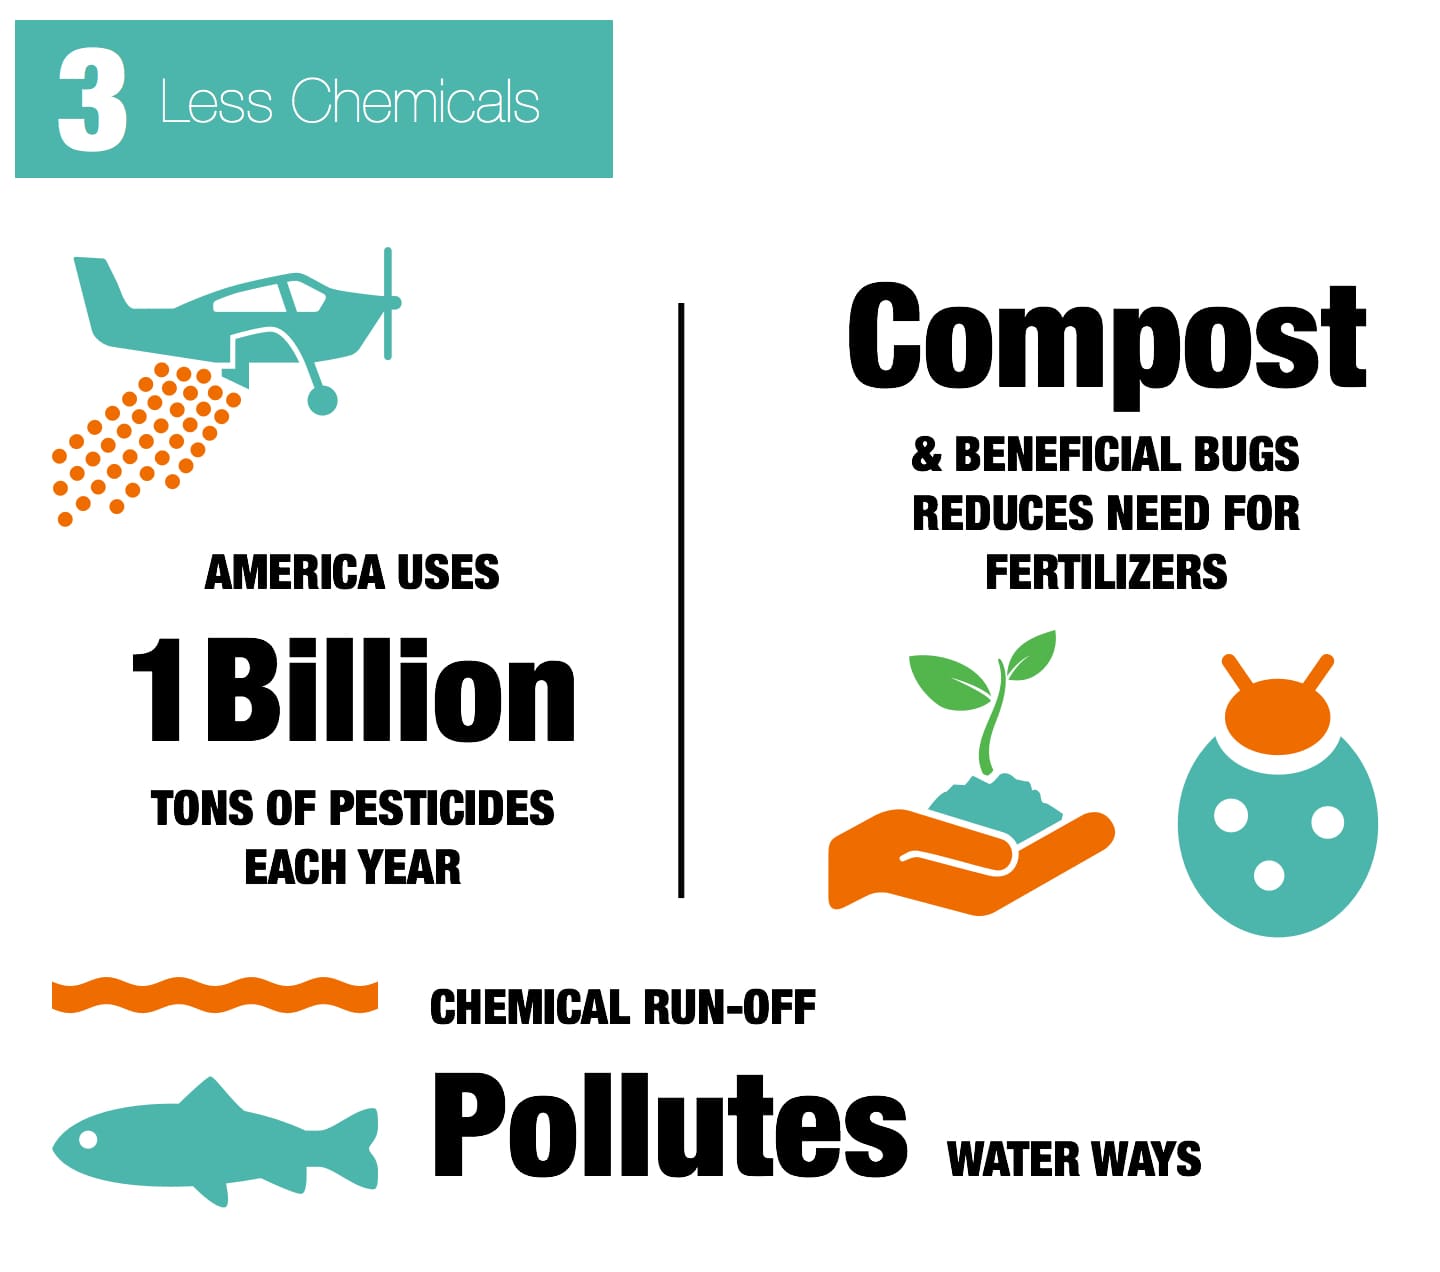 3 Less Chemicals
AMERICA USES
1 Billion
TONS OF PESTICIDES
EACH YEAR
Compost
& BENEFICIAL BUGS
REDUCES NEED FOR
FERTILIZERS
CHEMICAL RUN-OFF
Pollutes WATER WAYS